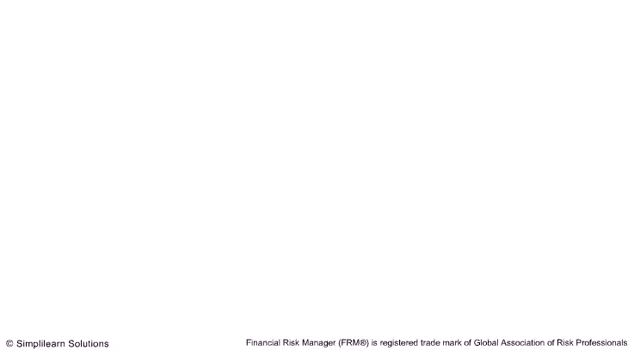 © Simplilearn Solutions
Financial Risk Manager (FRM®) is registered trade mark of Global Association of Risk Professionals